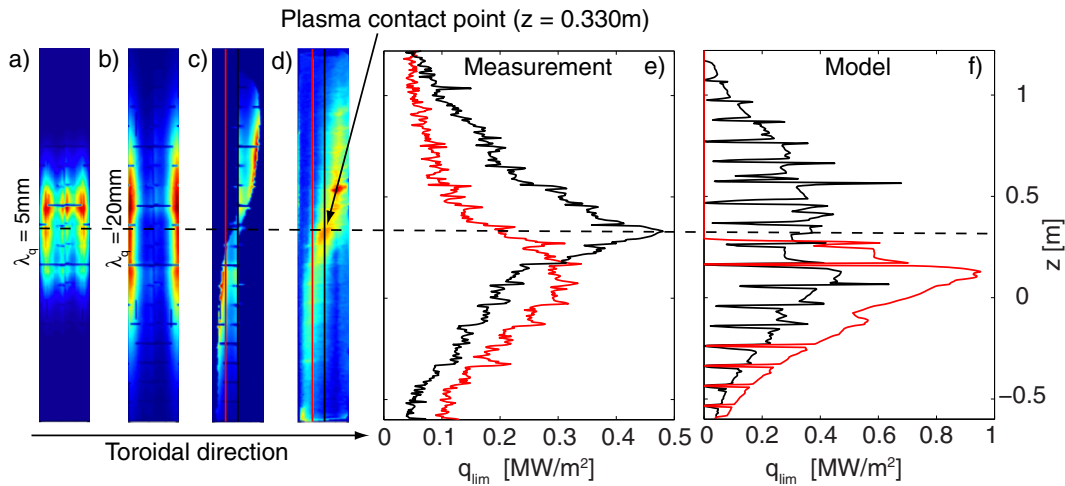 Plasma contact point (z = 0.330m)
a)
b)
c)
d)
Measurement
e)
Model
f)
λq = 5mm
λq = 20mm
1
0.5
0
−0.5
z [m]
0
0.1
0.2
0.3
0.4
0.5
0
0.2
0.4
0.6
0.8
1
Toroidal direction
qlim [MW/m²]
qlim [MW/m²]